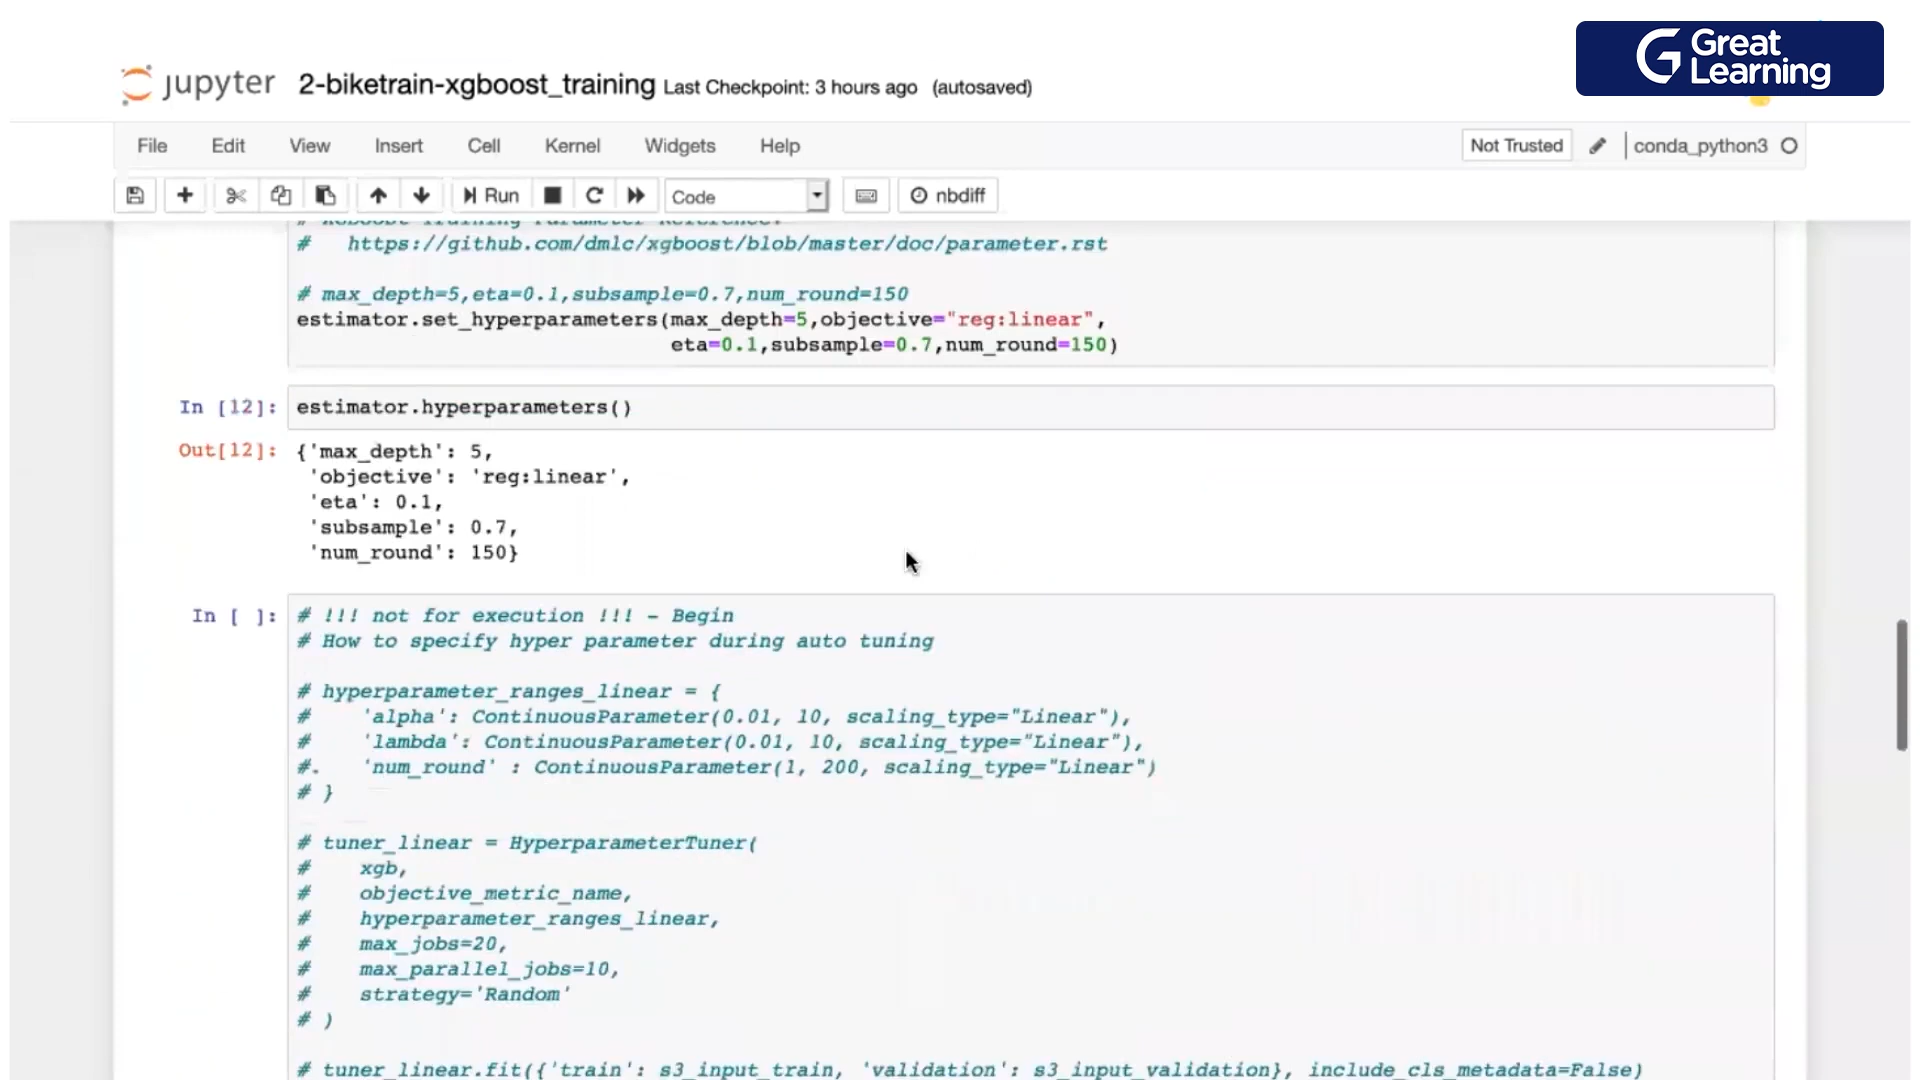 Great
Learning
jupyter 2-biketrain-xgboost_training Last Checkpoint: 3 hours ago (autosaved)
File Edit View Insert Cell Kernel Widgets Help Not Trusted conda_python3
Run Code nbdiff
# XGBoost Training Parameter Reference:
# https://github.com/dmlc/xgboost/blob/master/doc/parameter.rst
# max_depth=5,eta=0.1,subsample=0.7,num_round=150
estimator.set_hyperparameters(max_depth=5,objective="reg:linear",
eta=0.1,subsample=0.7,num_round=150)
In [12]: estimator.hyperparameters()
Out[12]: {'max_depth': 5,
'objective': 'reg:linear',
'eta': 0.1,
'subsample': 0.7,
'num_round': 150}
In [ ]: # !!! not for execution !!! - Begin
# How to specify hyper parameter during auto tuning
# hyperparameter_ranges_linear = {
# 'alpha': ContinuousParameter(0.01, 10, scaling_type="Linear"),
# 'lambda': ContinuousParameter(0.01, 10, scaling_type="Linear"),
#. 'num_round' : ContinuousParameter(1, 200, scaling_type="Linear")
# }
# tuner_linear = HyperparameterTuner(
# xgb,
# objective_metric_name,
# hyperparameter_ranges_linear,
# max_jobs=20,
# max_parallel_jobs=10,
# strategy='Random'
# )
# tuner_linear.fit({'train': s3_input_train, 'validation': s3_input_validation}, include_cls_metadata=False)